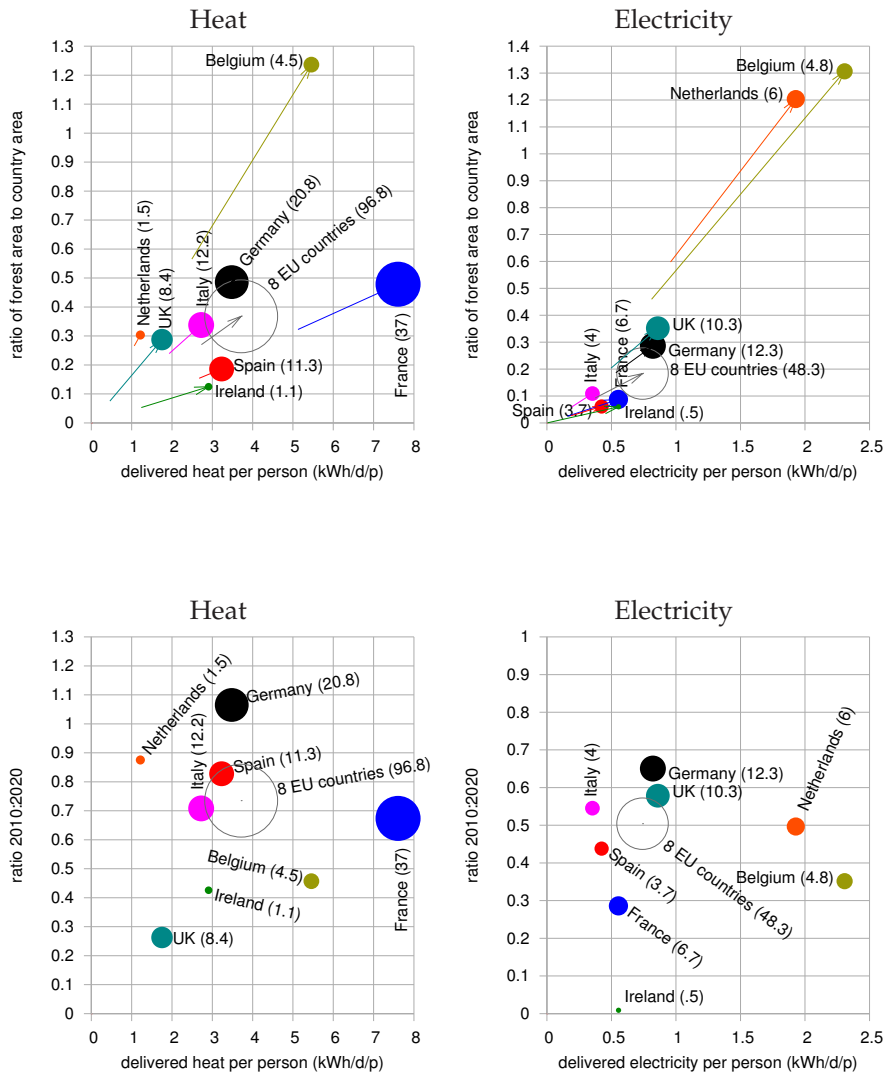 Heat
ratio of forest area to country area
1.3
1.2
1.1
1
0.9
0.8
0.7
0.6
0.5
0.4
0.3
0.2
0.1
0
Belgium (4.5)
Germany (20.8)
8 EU countries (96.8)
Netherlands (1.5)
UK (8.4)
Italy (12.2)
Spain (11.3)
Ireland (1.1)
France (37)
0 1 2 3 4 5 6 7 8
delivered heat per person (kWh/d/p)
Electricity
ratio of forest area to country area
1.4
1.3
1.2
1.1
1
0.9
0.8
0.7
0.6
0.5
0.4
0.3
0.2
0.1
0
Belgium (4.8)
Netherlands (6)
UK (10.3)
Germany (12.3)
8 EU countries (48.3)
Italy (4)
France (6.7)
Spain (3.7)
Ireland (.5)
0 0.5 1 1.5 2 2.5
delivered electricity per person (kWh/d/p)
Heat
ratio 2010:2020
1.3
1.2
1.1
1
0.9
0.8
0.7
0.6
0.5
0.4
0.3
0.2
0.1
0
Netherlands (1.5)
Germany (20.8)
Italy (12.2)
Spain (11.3)
8 EU countries (96.8)
Belgium (4.5)
Ireland (1.1)
France (37)
UK (8.4)
0 1 2 3 4 5 6 7 8
delivered heat per person (kWh/d/p)
Electricity
ratio 2010:2020
1
0.9
0.8
0.7
0.6
0.5
0.4
0.3
0.2
0.1
0
Netherlands (6)
Italy (4)
Germany (12.3)
UK (10.3)
8 EU countries (48.3)
Spain (3.7)
Belgium (4.8)
France (6.7)
Ireland (.5)
0 0.5 1 1.5 2 2.5
delivered electricity per person (kWh/d/p)